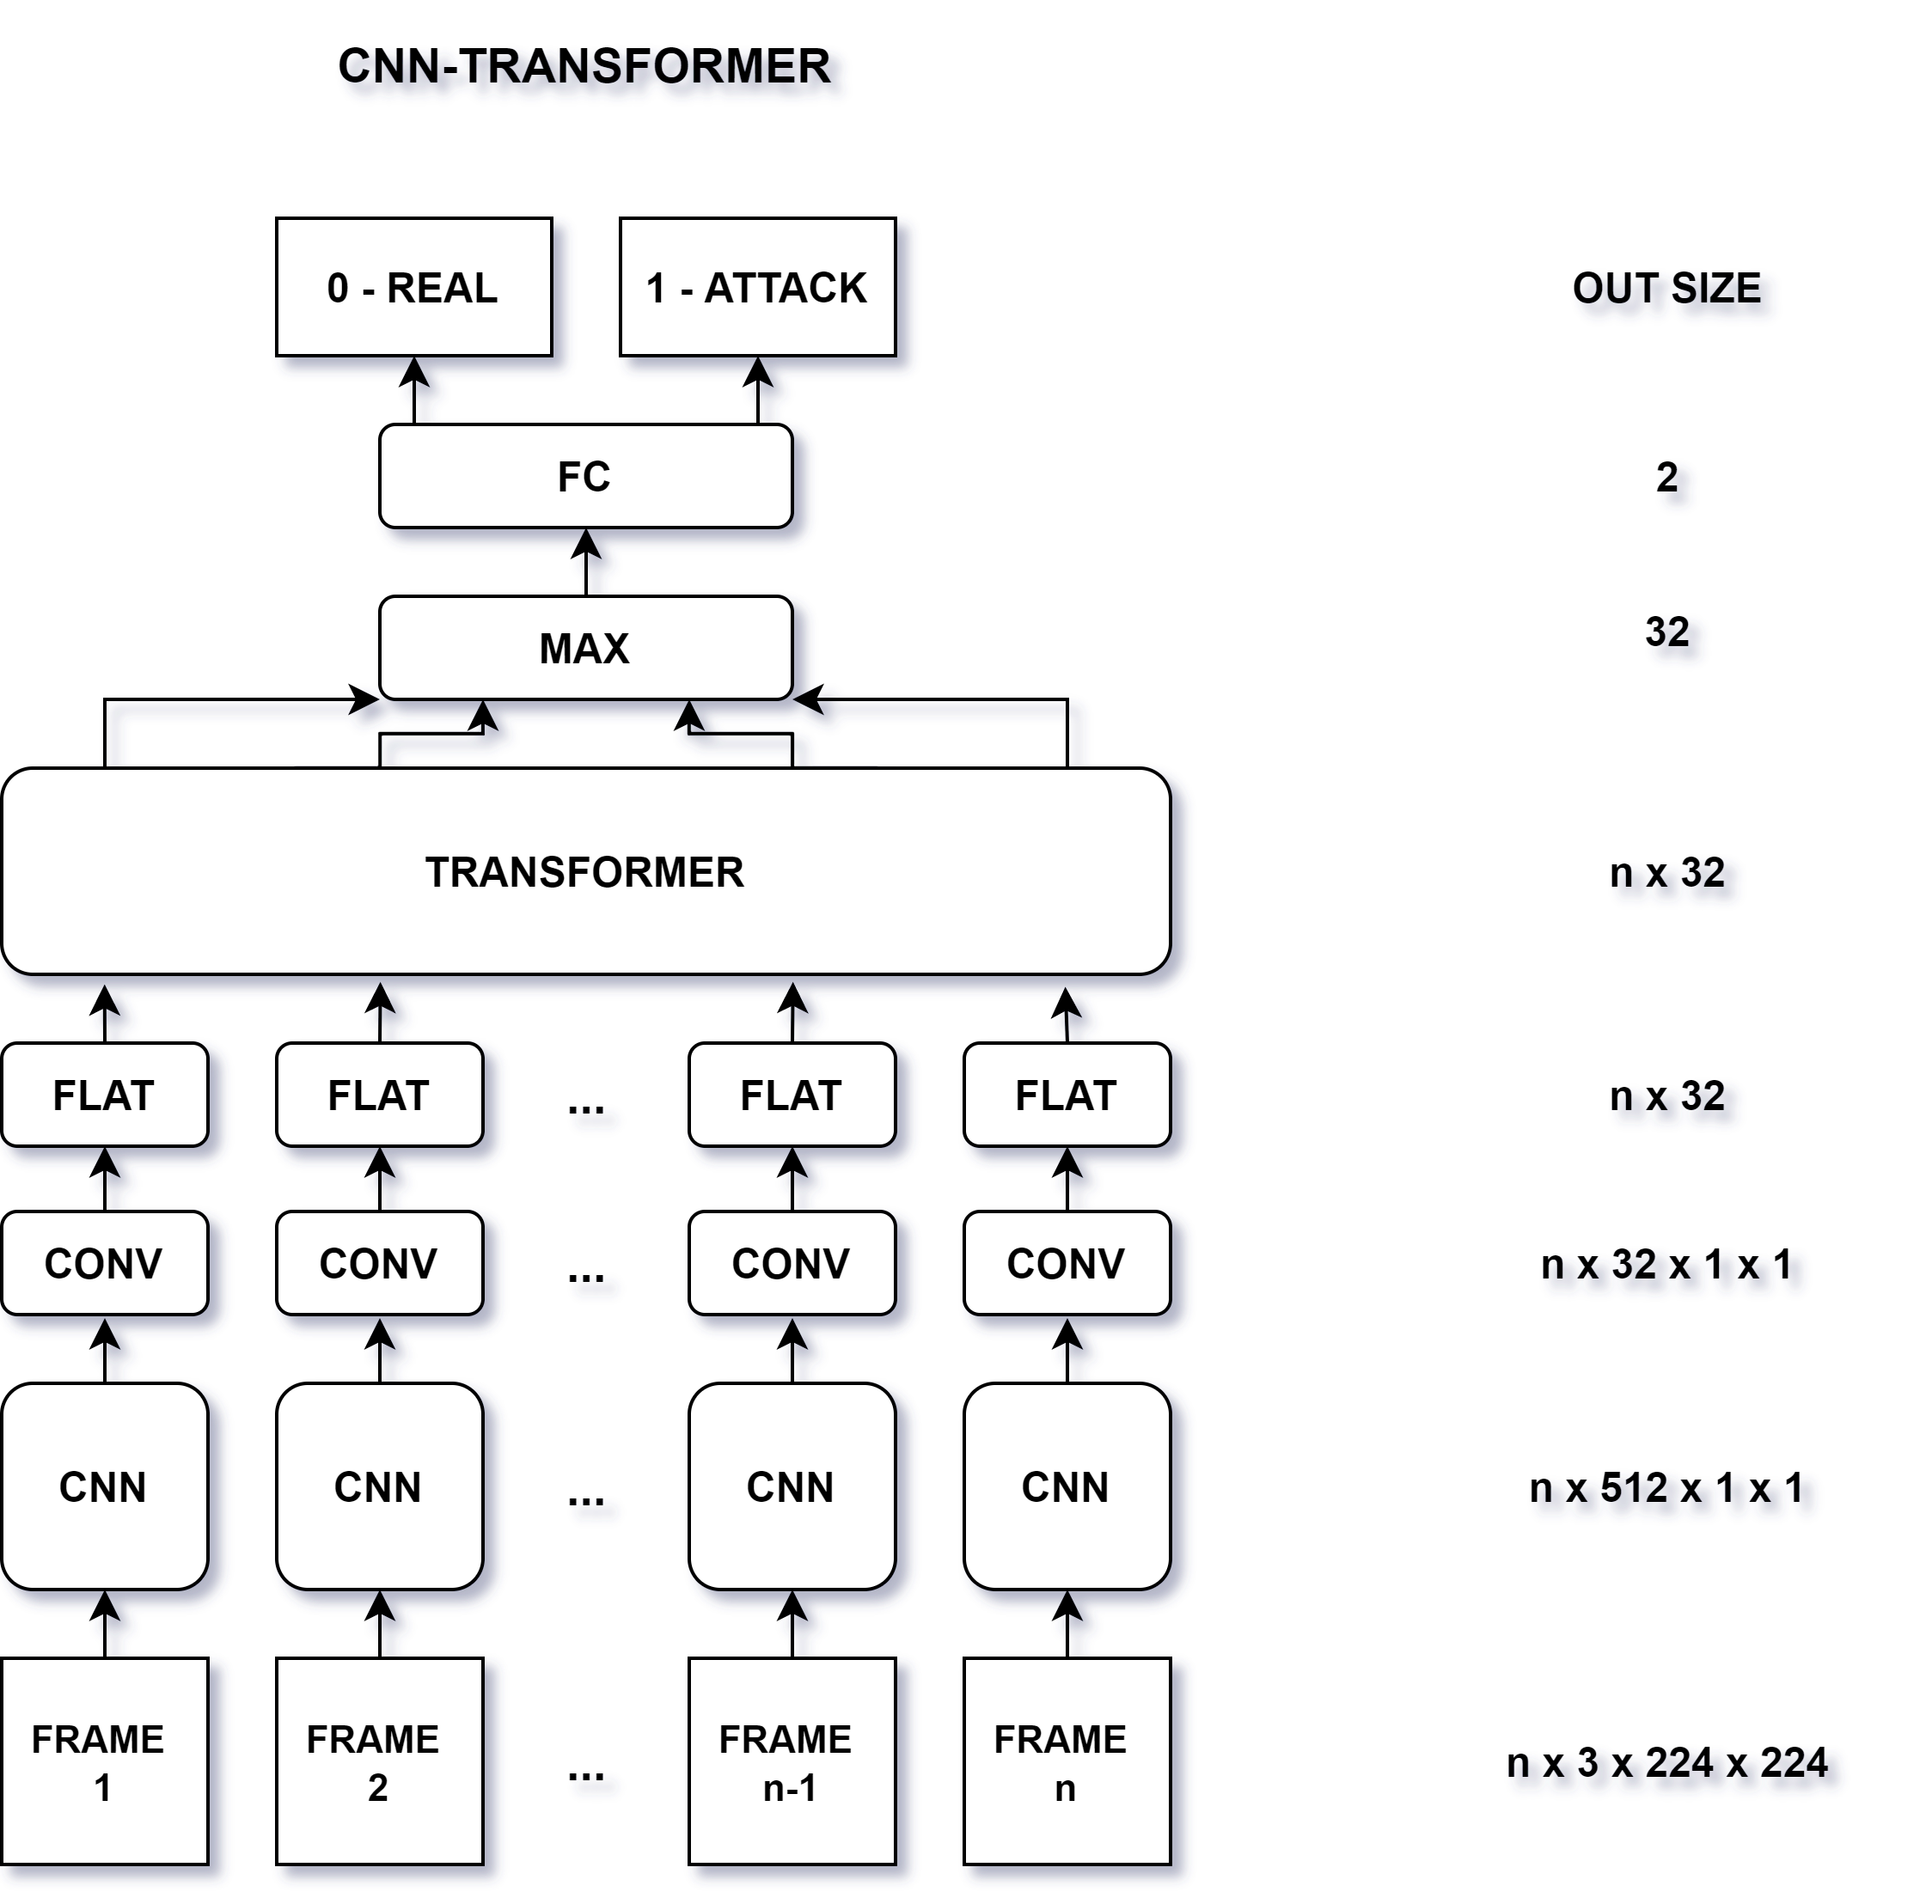 CNN-TRANSFORMER
0 - REAL
1 - ATTACK
OUT SIZE
FC
2
MAX
32
TRANSFORMER
n x 32
FLAT
FLAT
...
FLAT
FLAT
n x 32
CONV
CONV
...
CONV
CONV
n x 32 x 1 x 1
CNN
CNN
...
CNN
CNN
n x 512 x 1 x 1
FRAME
1
FRAME
2
...
FRAME
n-1
FRAME
n
n x 3 x 224 x 224